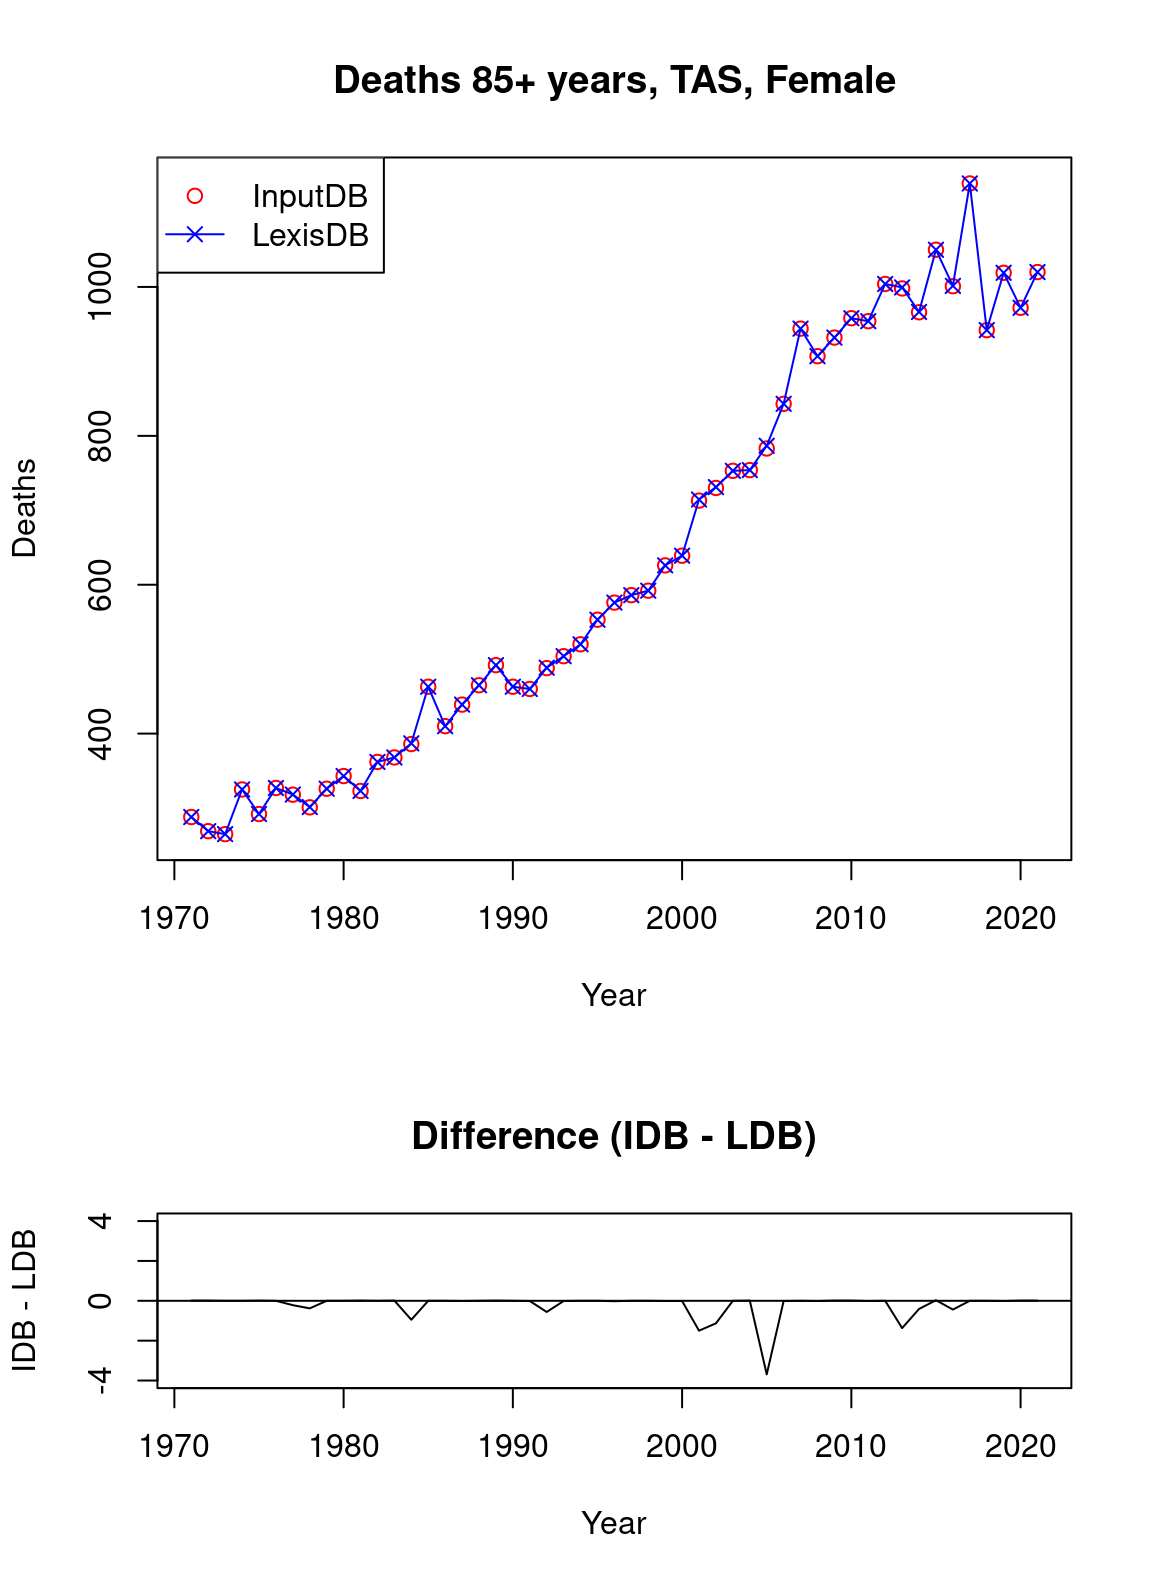 Deaths 85+ years, TAS, Female
InputDB
LexisDB
Deaths
1000
800
600
400
1970 1980 1990 2000 2010 2020
Year
Difference (IDB - LDB)
IDB - LDB
4
0
-4
1970 1980 1990 2000 2010 2020
Year